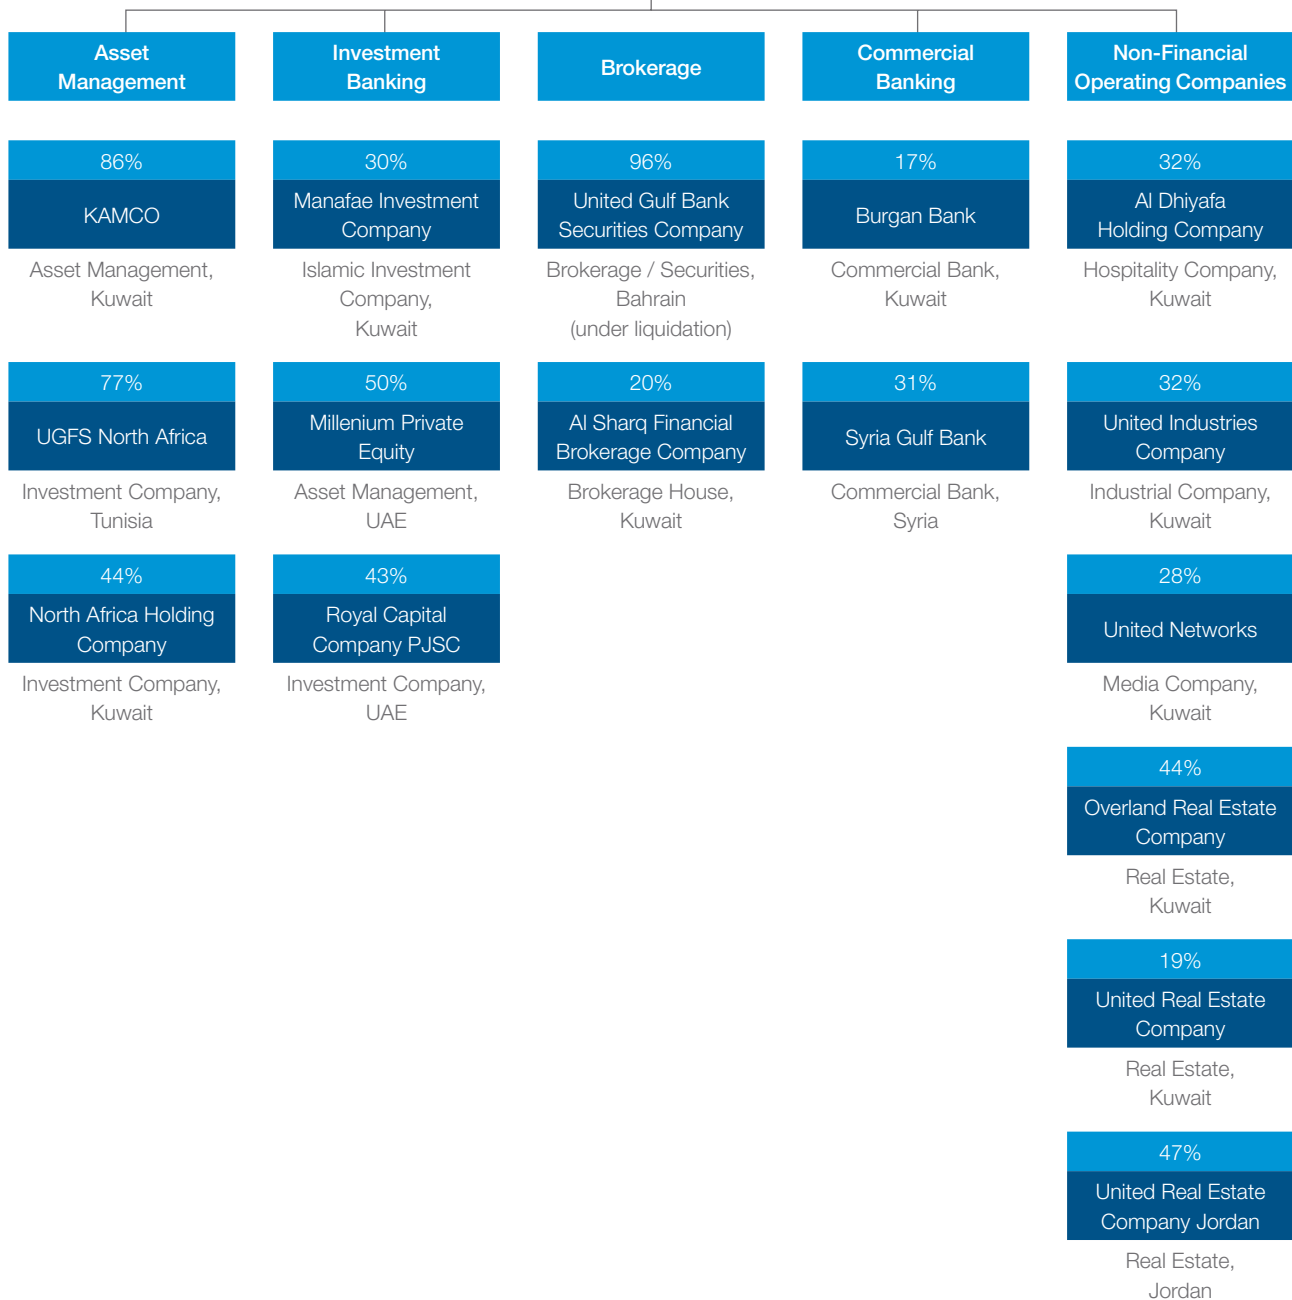 Asset
Management
86%
KAMCO
Asset Management,
Kuwait
77%
UGFS North Africa
Investment Company,
Tunisia
44%
North Africa Holding
Company
Investment Company,
Kuwait
Investment
Banking
30%
Manafae Investment
Company
Islamic Investment
Company,
Kuwait
50%
Millenium Private
Equity
Asset Management,
UAE
43%
Royal Capital
Company PJSC
Investment Company,
UAE
Brokerage
96%
United Gulf Bank
Securities Company
Brokerage / Securities,
Bahrain
(under liquidation)
20%
Al Sharq Financial
Brokerage Company
Brokerage House,
Kuwait
Commercial
Banking
17%
Burgan Bank
Commercial Bank,
Kuwait
31%
Syria Gulf Bank
Commercial Bank,
Syria
Non-Financial
Operating Companies
32%
Al Dhiyafa
Holding Company
Hospitality Company,
Kuwait
32%
United Industries
Company
Industrial Company,
Kuwait
28%
United Networks
Media Company,
Kuwait
44%
Overland Real Estate
Company
Real Estate,
Kuwait
19%
United Real Estate
Company
Real Estate,
Kuwait
47%
United Real Estate
Company Jordan
Real Estate,
Jordan